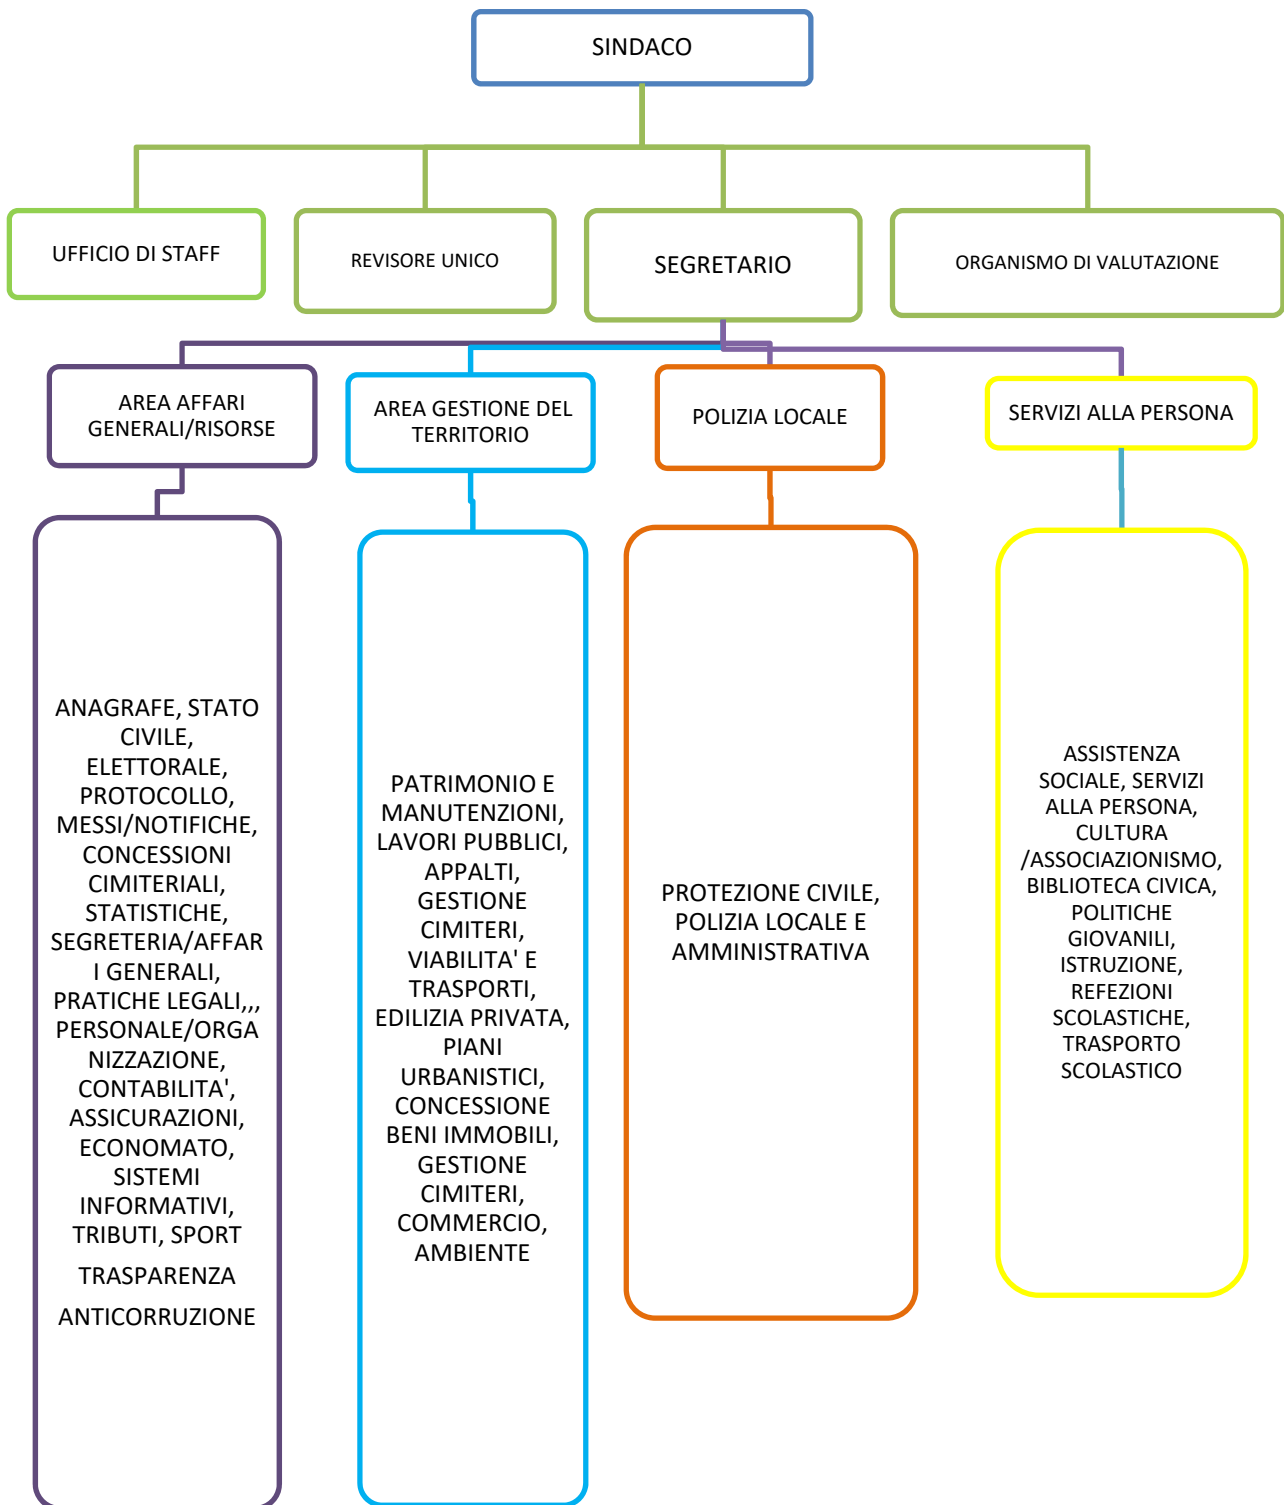 SINDACO
UFFICIO DI STAFF
REVISORE UNICO
SEGRETARIO
ORGANISMO DI VALUTAZIONE
AREA AFFARI
GENERALI/RISORSE
AREA GESTIONE DEL
TERRITORIO
POLIZIA LOCALE
SERVIZI ALLA PERSONA
ANAGRAFE, STATO
CIVILE,
ELETTORALE,
PROTOCOLLO,
MESSI/NOTIFICHE,
CONCESSIONI
CIMITERIALI,
STATISTICHE,
SEGRETERIA/AFFAR
I GENERALI,
PRATICHE LEGALI,,,
PERSONALE/ORGA
NIZZAZIONE,
CONTABILITA',
ASSICURAZIONI,
ECONOMATO,
SISTEMI
INFORMATIVI,
TRIBUTI, SPORT
TRASPARENZA
ANTICORRUZIONE
PATRIMONIO E
MANUTENZIONI,
LAVORI PUBBLICI,
APPALTI,
GESTIONE
CIMITERI,
VIABILITA' E
TRASPORTI,
EDILIZIA PRIVATA,
PIANI
URBANISTICI,
CONCESSIONE
BENI IMMOBILI,
GESTIONE
CIMITERI,
COMMERCIO,
AMBIENTE
PROTEZIONE CIVILE,
POLIZIA LOCALE E
AMMINISTRATIVA
ASSISTENZA
SOCIALE, SERVIZI
ALLA PERSONA,
CULTURA
/ASSOCIAZIONISMO,
BIBLIOTECA CIVICA,
POLITICHE
GIOVANILI,
ISTRUZIONE,
REFEZIONI
SCOLASTICHE,
TRASPORTO
SCOLASTICO